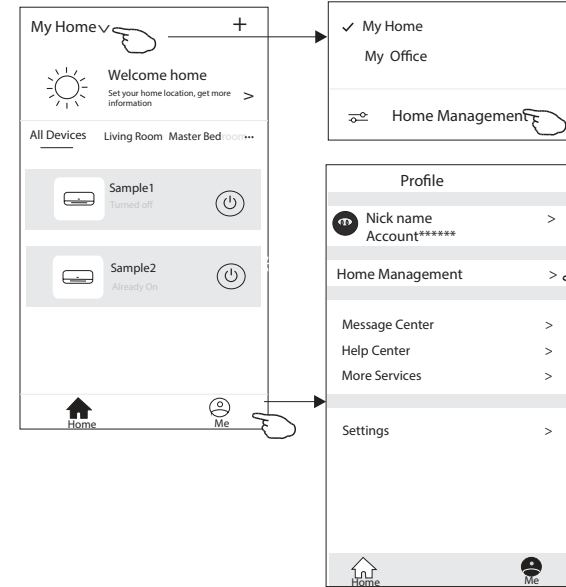 My Home
+
Welcome home
Set your home location, get more
information
>
All Devices Living Room Master Bedroom•••
Sample1
Turned off
Sample2
Already On
Home
Me
✓ My Home
My Office
Home Management
Profile
Nick name >
Account******
Home Management >
Message Center >
Help Center >
More Services >
Settings >
Home
Me